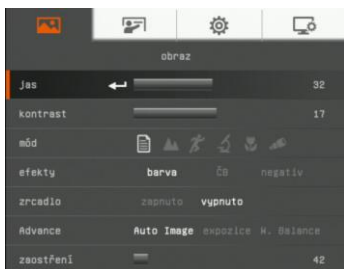 obraz
jas 32
kontrast 17
mód
efekty barva ČB negativ
zrcadlo zapnuto vypnuto
Advance Auto Image expozice W. Balance
zaostření 42